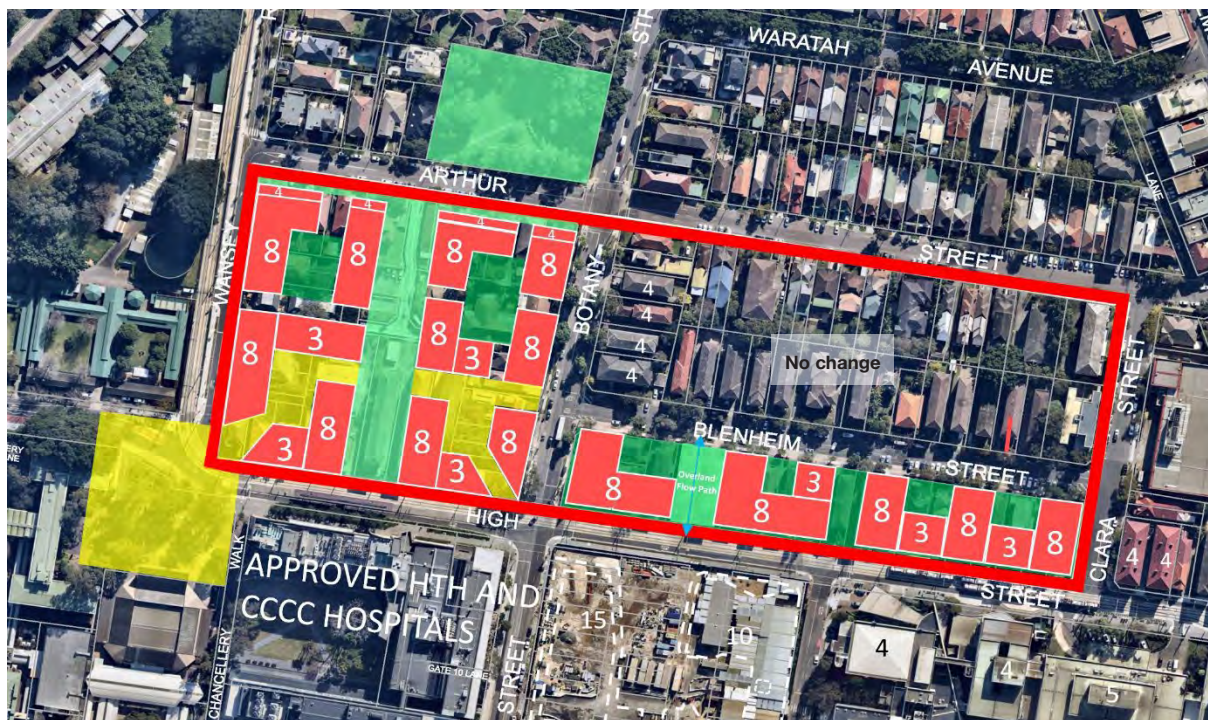 WARATAH
AVENUE
LANE
ARTHUR
STREET
WANSEY
BOTANY
4
4
4
4
8
8
8
8
3
8
8
8
3
3
8
8
3
8
4
4
4
4
No change
BLENHEIM
STREET
STREET
Overland
Flow Path
8
8
3
8
3
8
3
8
HIGH
STREET
CLARA
4
4
WALK
APPROVED HTH AND
CCCC HOSPITALS
CHANCELLERY
GATE 10 LANE
STREET
15
10
4
4
5